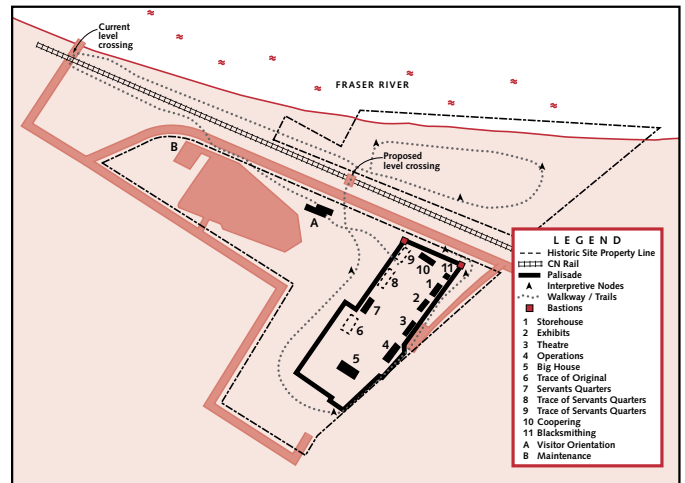 Current
level
crossing
FRASER RIVER
B
Proposed
level crossing
A
9
10
11
8
1
7
2
6
3
4
5
LEGEND
Historic Site Property Line
CN Rail
Palisade
Interpretive Nodes
Walkway / Trails
Bastions
1 Storehouse
2 Exhibits
3 Theatre
4 Operations
5 Big House
6 Trace of Original
7 Servants Quarters
8 Trace of Servants Quarters
9 Trace of Servants Quarters
10 Coopering
11 Blacksmithing
A Visitor Orientation
B Maintenance